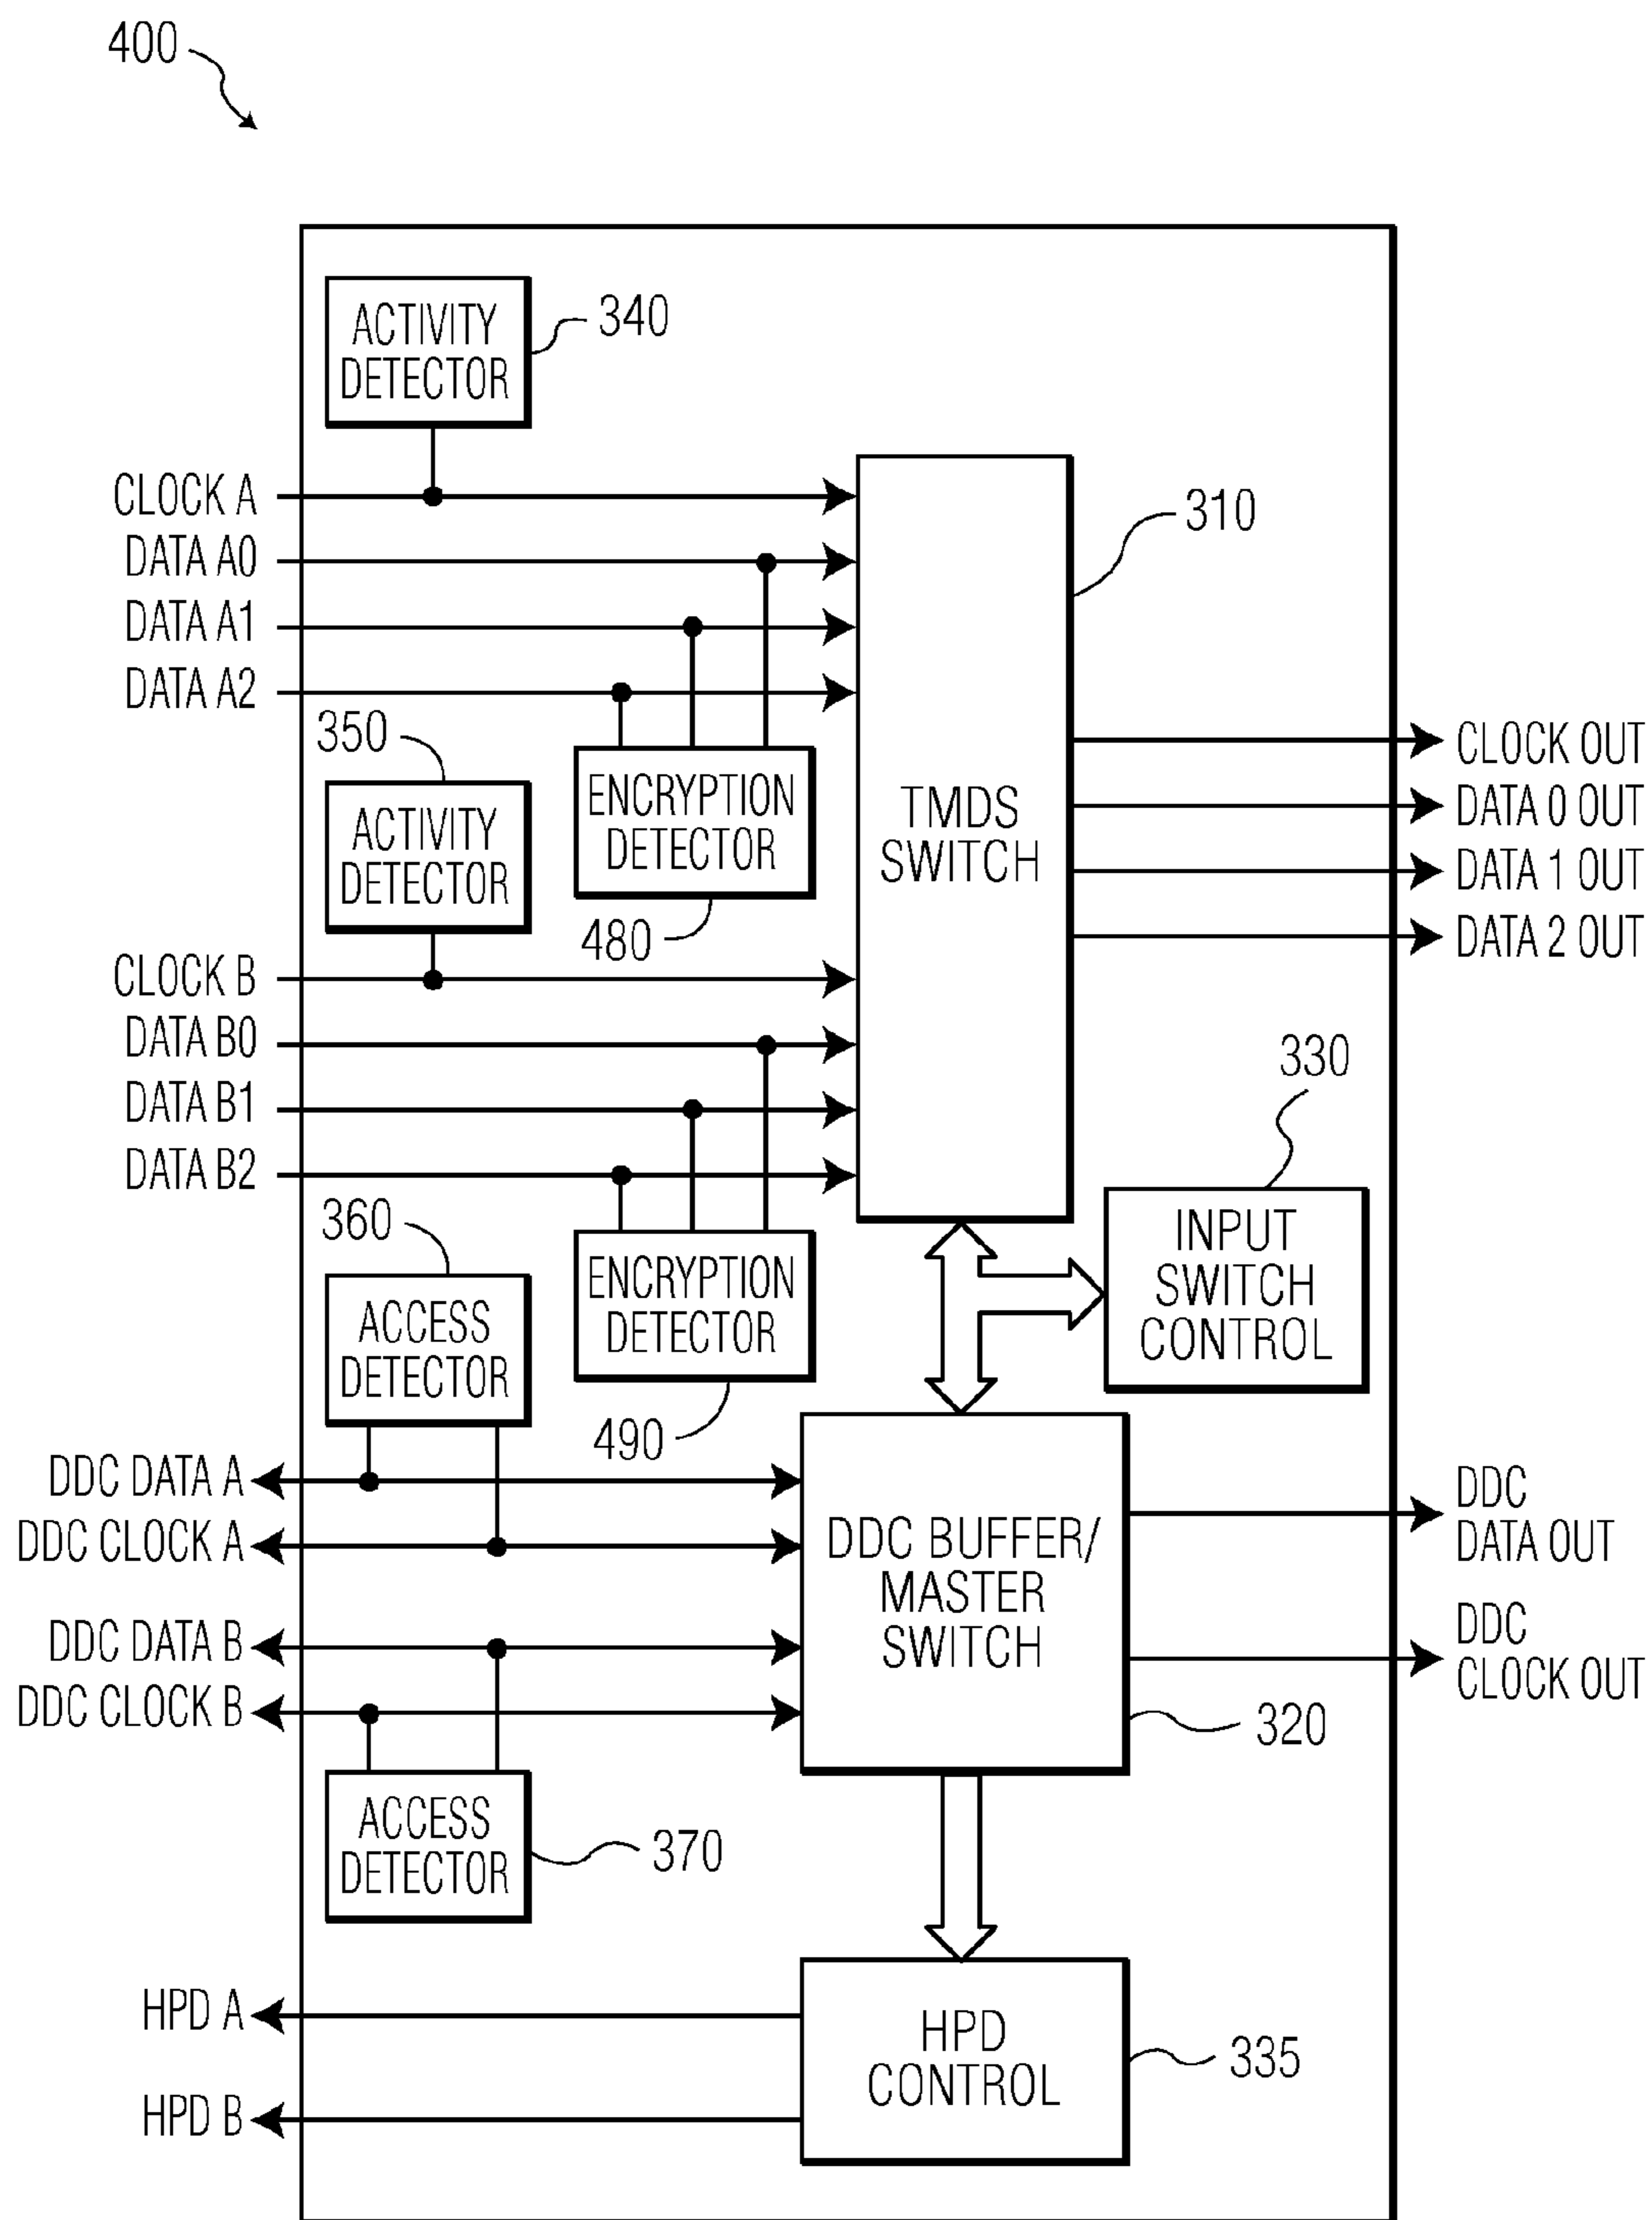 400
ACTIVITY
DETECTOR
340
CLOCK A
DATA A0
DATA A1
DATA A2
310
350
ACTIVITY
DETECTOR
ENCRYPTION
DETECTOR
480
TMDS
SWITCH
CLOCK OUT
DATA 0 OUT
DATA 1 OUT
DATA 2 OUT
CLOCK B
DATA B0
DATA B1
DATA B2
330
INPUT
SWITCH
CONTROL
360
ACCESS
DETECTOR
ENCRYPTION
DETECTOR
490
DDC DATA A
DDC CLOCK A
DDC DATA B
DDC CLOCK B
DDC BUFFER/
MASTER
SWITCH
DDC
DATA OUT
DDC
CLOCK OUT
320
ACCESS
DETECTOR
370
HPD A
HPD B
HPD
CONTROL
335